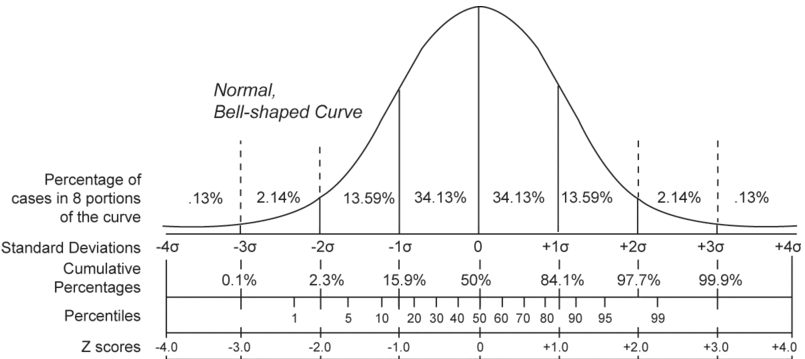 Normal,
Bell-shaped Curve
Percentage of
cases in 8 portions
of the curve
.13% 2.14% 13.59% 34.13% 34.13% 13.59% 2.14% .13%
Standard Deviations -4σ -3σ -2σ -1σ 0 +1σ +2σ +3σ +4σ
Cumulative
Percentages
0.1% 2.3% 15.9% 50% 84.1% 97.7% 99.9%
Percentiles 1 5 10 20 30 40 50 60 70 80 90 95 99
Z scores -4.0 -3.0 -2.0 -1.0 0 +1.0 +2.0 +3.0 +4.0